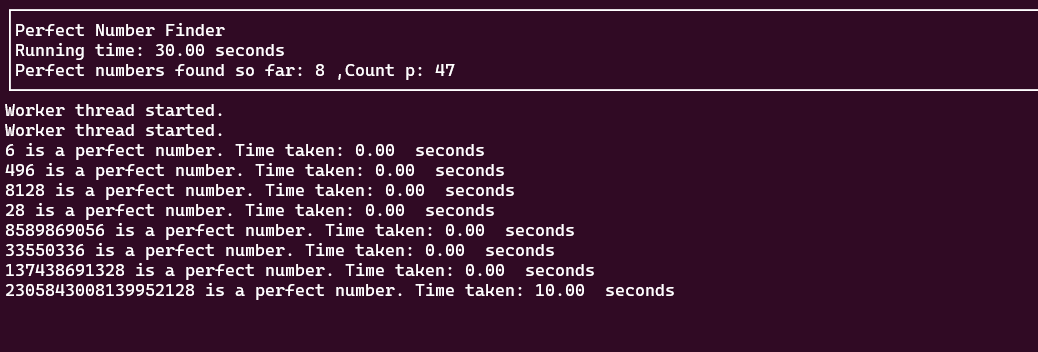 Perfect Number Finder
Running time: 30.00 seconds
Perfect numbers found so far: 8 ,Count p: 47
Worker thread started.
Worker thread started.
6 is a perfect number. Time taken: 0.00  seconds
496 is a perfect number. Time taken: 0.00  seconds
8128 is a perfect number. Time taken: 0.00  seconds
28 is a perfect number. Time taken: 0.00  seconds
8589869056 is a perfect number. Time taken: 0.00  seconds
33550336 is a perfect number. Time taken: 0.00  seconds
137438691328 is a perfect number. Time taken: 0.00  seconds
2305843008139952128 is a perfect number. Time taken: 10.00  seconds